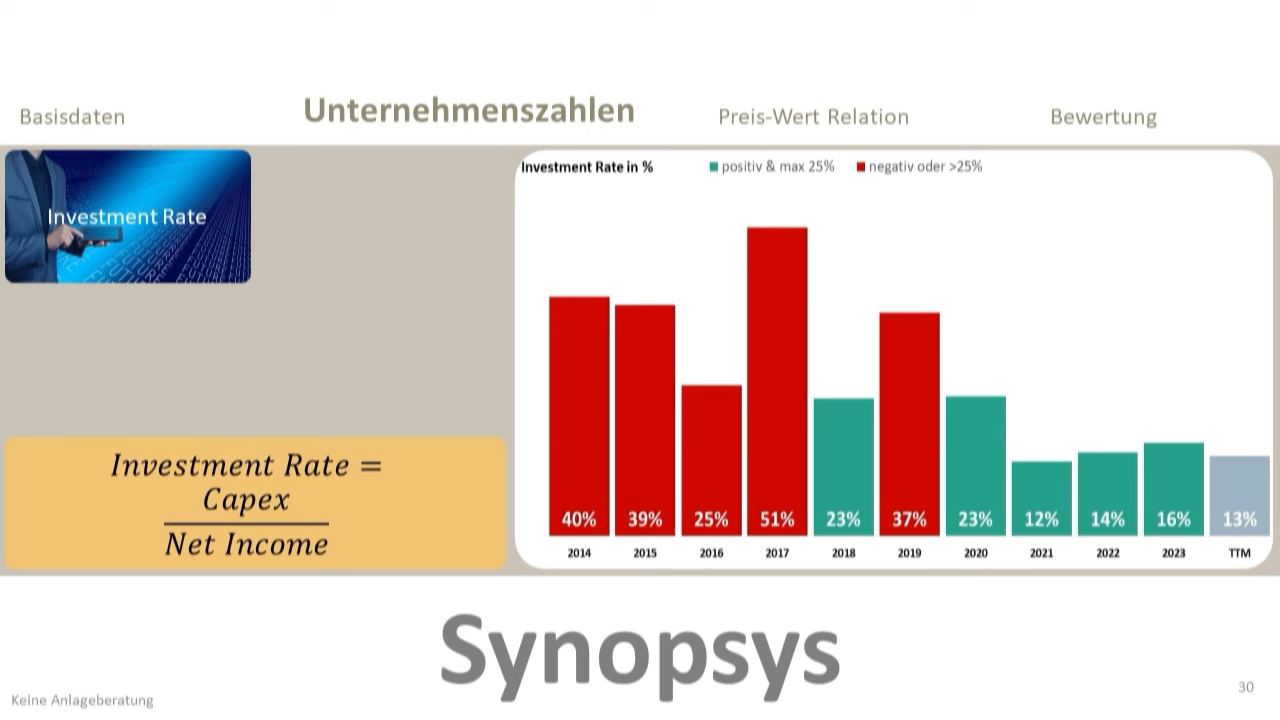 Basisdaten
Unternehmenszahlen
Preis-Wert Relation
Bewertung
Investment Rate
Investment Rate =
Capex
Net Income
Investment Rate in %
positiv & max 25%
negativ oder >25%
40% 39% 25% 51% 23% 37% 23% 12% 14% 16% 13%
2014 2015 2016 2017 2018 2019 2020 2021 2022 2023 TTM
Synopsys
Keine Anlageberatung
30